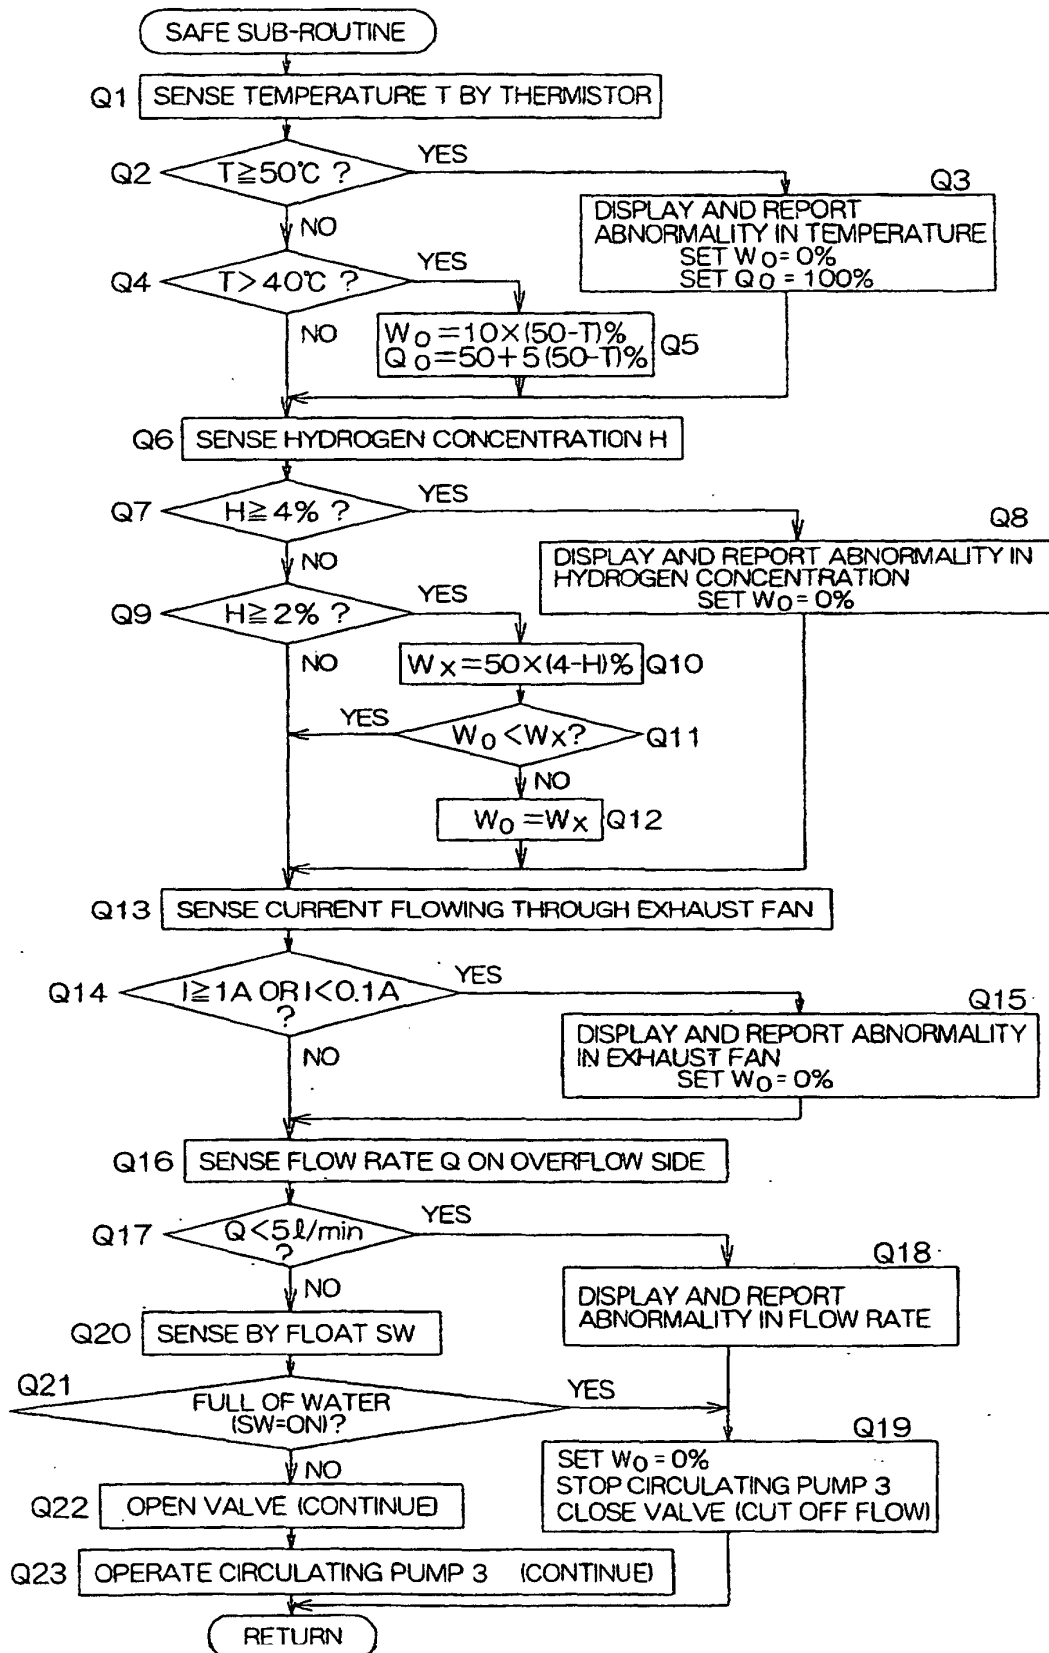 SAFE SUB-ROUTINE
Q1 SENSE TEMPERATURE T BY THERMISTOR
Q2 T≧50℃ ?
YES
NO
Q3
DISPLAY AND REPORT
ABNORMALITY IN TEMPERATURE
SET WO=0%
SET QO=100%
Q4 T>40℃ ?
YES
NO
WO=10×(50-T)%
QO=50+5(50-T)%
Q5
Q6 SENSE HYDROGEN CONCENTRATION H
Q7 H≧4% ?
YES
NO
Q8
DISPLAY AND REPORT ABNORMALITY IN
HYDROGEN CONCENTRATION
SET WO=0%
Q9 H≧2% ?
YES
NO
WX=50×(4-H)% Q10
YES
WO<WX? Q11
NO
WO=WX Q12
Q13 SENSE CURRENT FLOWING THROUGH EXHAUST FAN
Q14 I≧1A OR I<0.1A
?
YES
NO
Q15
DISPLAY AND REPORT ABNORMALITY
IN EXHAUST FAN
SET WO=0%
Q16 SENSE FLOW RATE Q ON OVERFLOW SIDE
Q17 Q<5ℓ/min
?
YES
NO
Q18
DISPLAY AND REPORT
ABNORMALITY IN FLOW RATE
Q20 SENSE BY FLOAT SW
Q21
FULL OF WATER
(SW=ON)?
YES
NO
Q19
SET WO=0%
STOP CIRCULATING PUMP 3
CLOSE VALVE (CUT OFF FLOW)
Q22 OPEN VALVE (CONTINUE)
Q23 OPERATE CIRCULATING PUMP 3 (CONTINUE)
RETURN